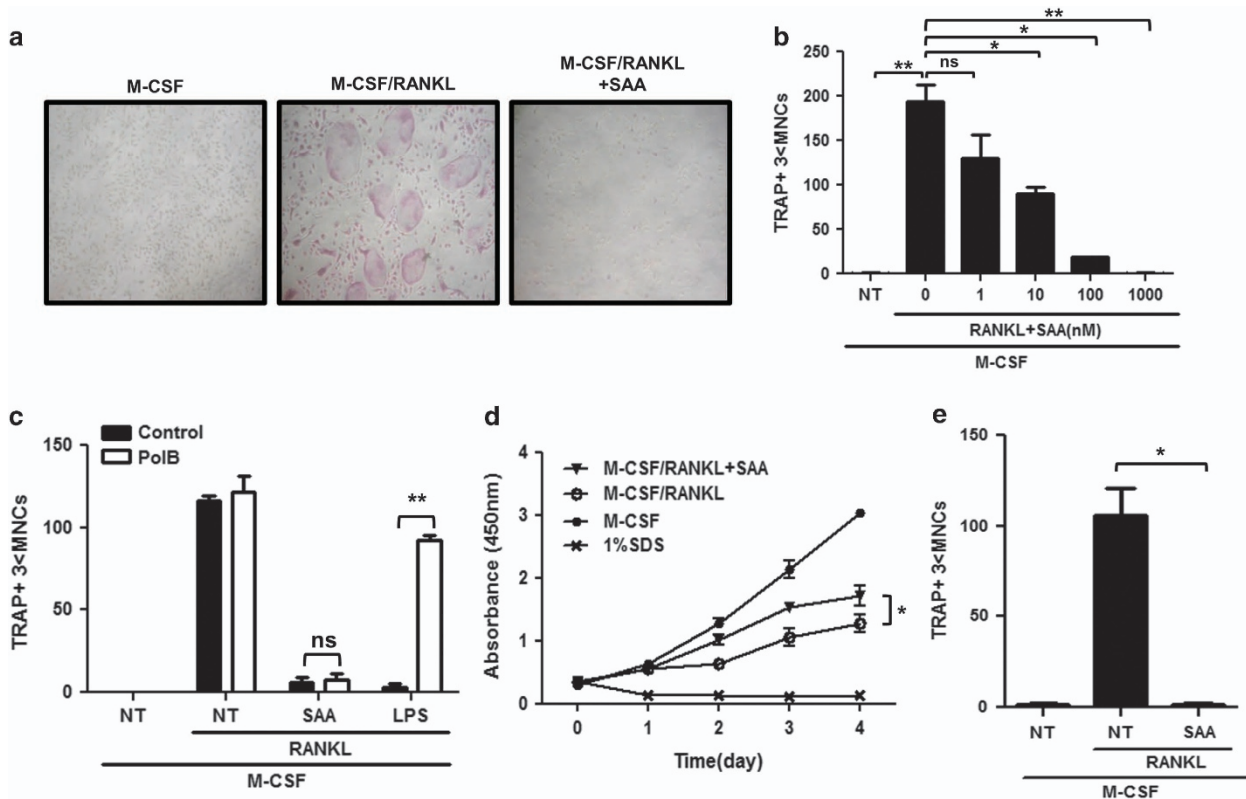 a
M-CSF
M-CSF/RANKL
M-CSF/RANKL
+SAA
b
**
*
*
** ns
TRAP+ 3<MNCs
250
200
150
100
50
0
NT 0 1 10 100 1000
RANKL+SAA(nM)
M-CSF
c
Control
PolB
TRAP+ 3<MNCs
150
100
50
0
ns
**
NT NT SAA LPS
RANKL
M-CSF
d
M-CSF/RANKL+SAA
M-CSF/RANKL
M-CSF
1%SDS
Absorbance (450nm)
4
3
2
1
0
*
0 1 2 3 4
Time(day)
e
TRAP+ 3<MNCs
150
100
50
0
*
NT NT SAA
RANKL
M-CSF